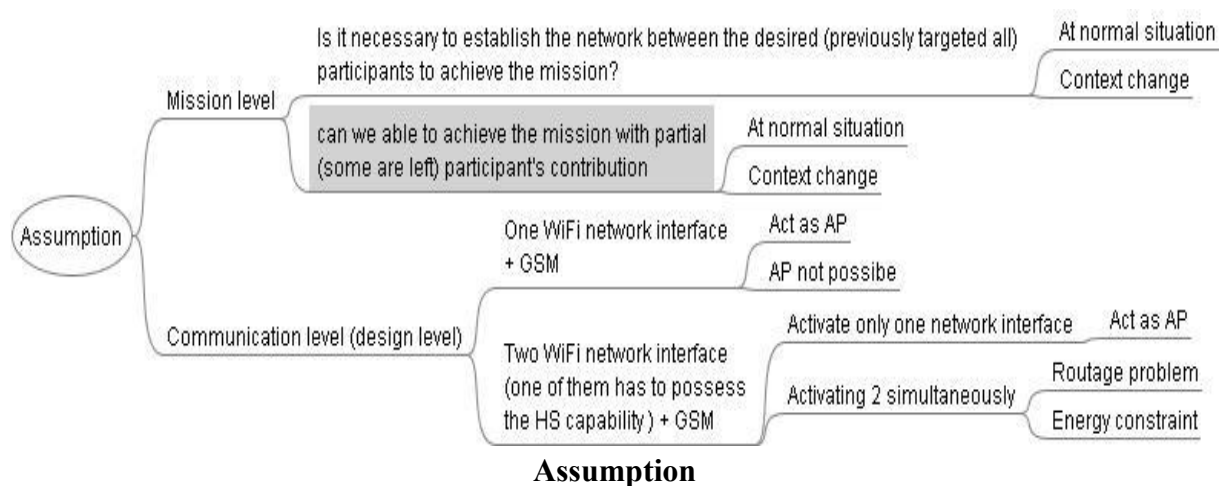 Is it necessary to establish the network between the desired (previously targeted all)
participants to achieve the mission?
At normal situation
Context change
Mission level
can we able to achieve the mission with partial
(some are left) participant's contribution
At normal situation
Context change
Assumption
One WiFi network interface
+ GSM
Act as AP
AP not possibe
Communication level (design level)
Two WiFi network interface
(one of them has to possess
the HS capability ) + GSM
Activate only one network interface
Act as AP
Activating 2 simultaneously
Routage problem
Energy constraint
Assumption